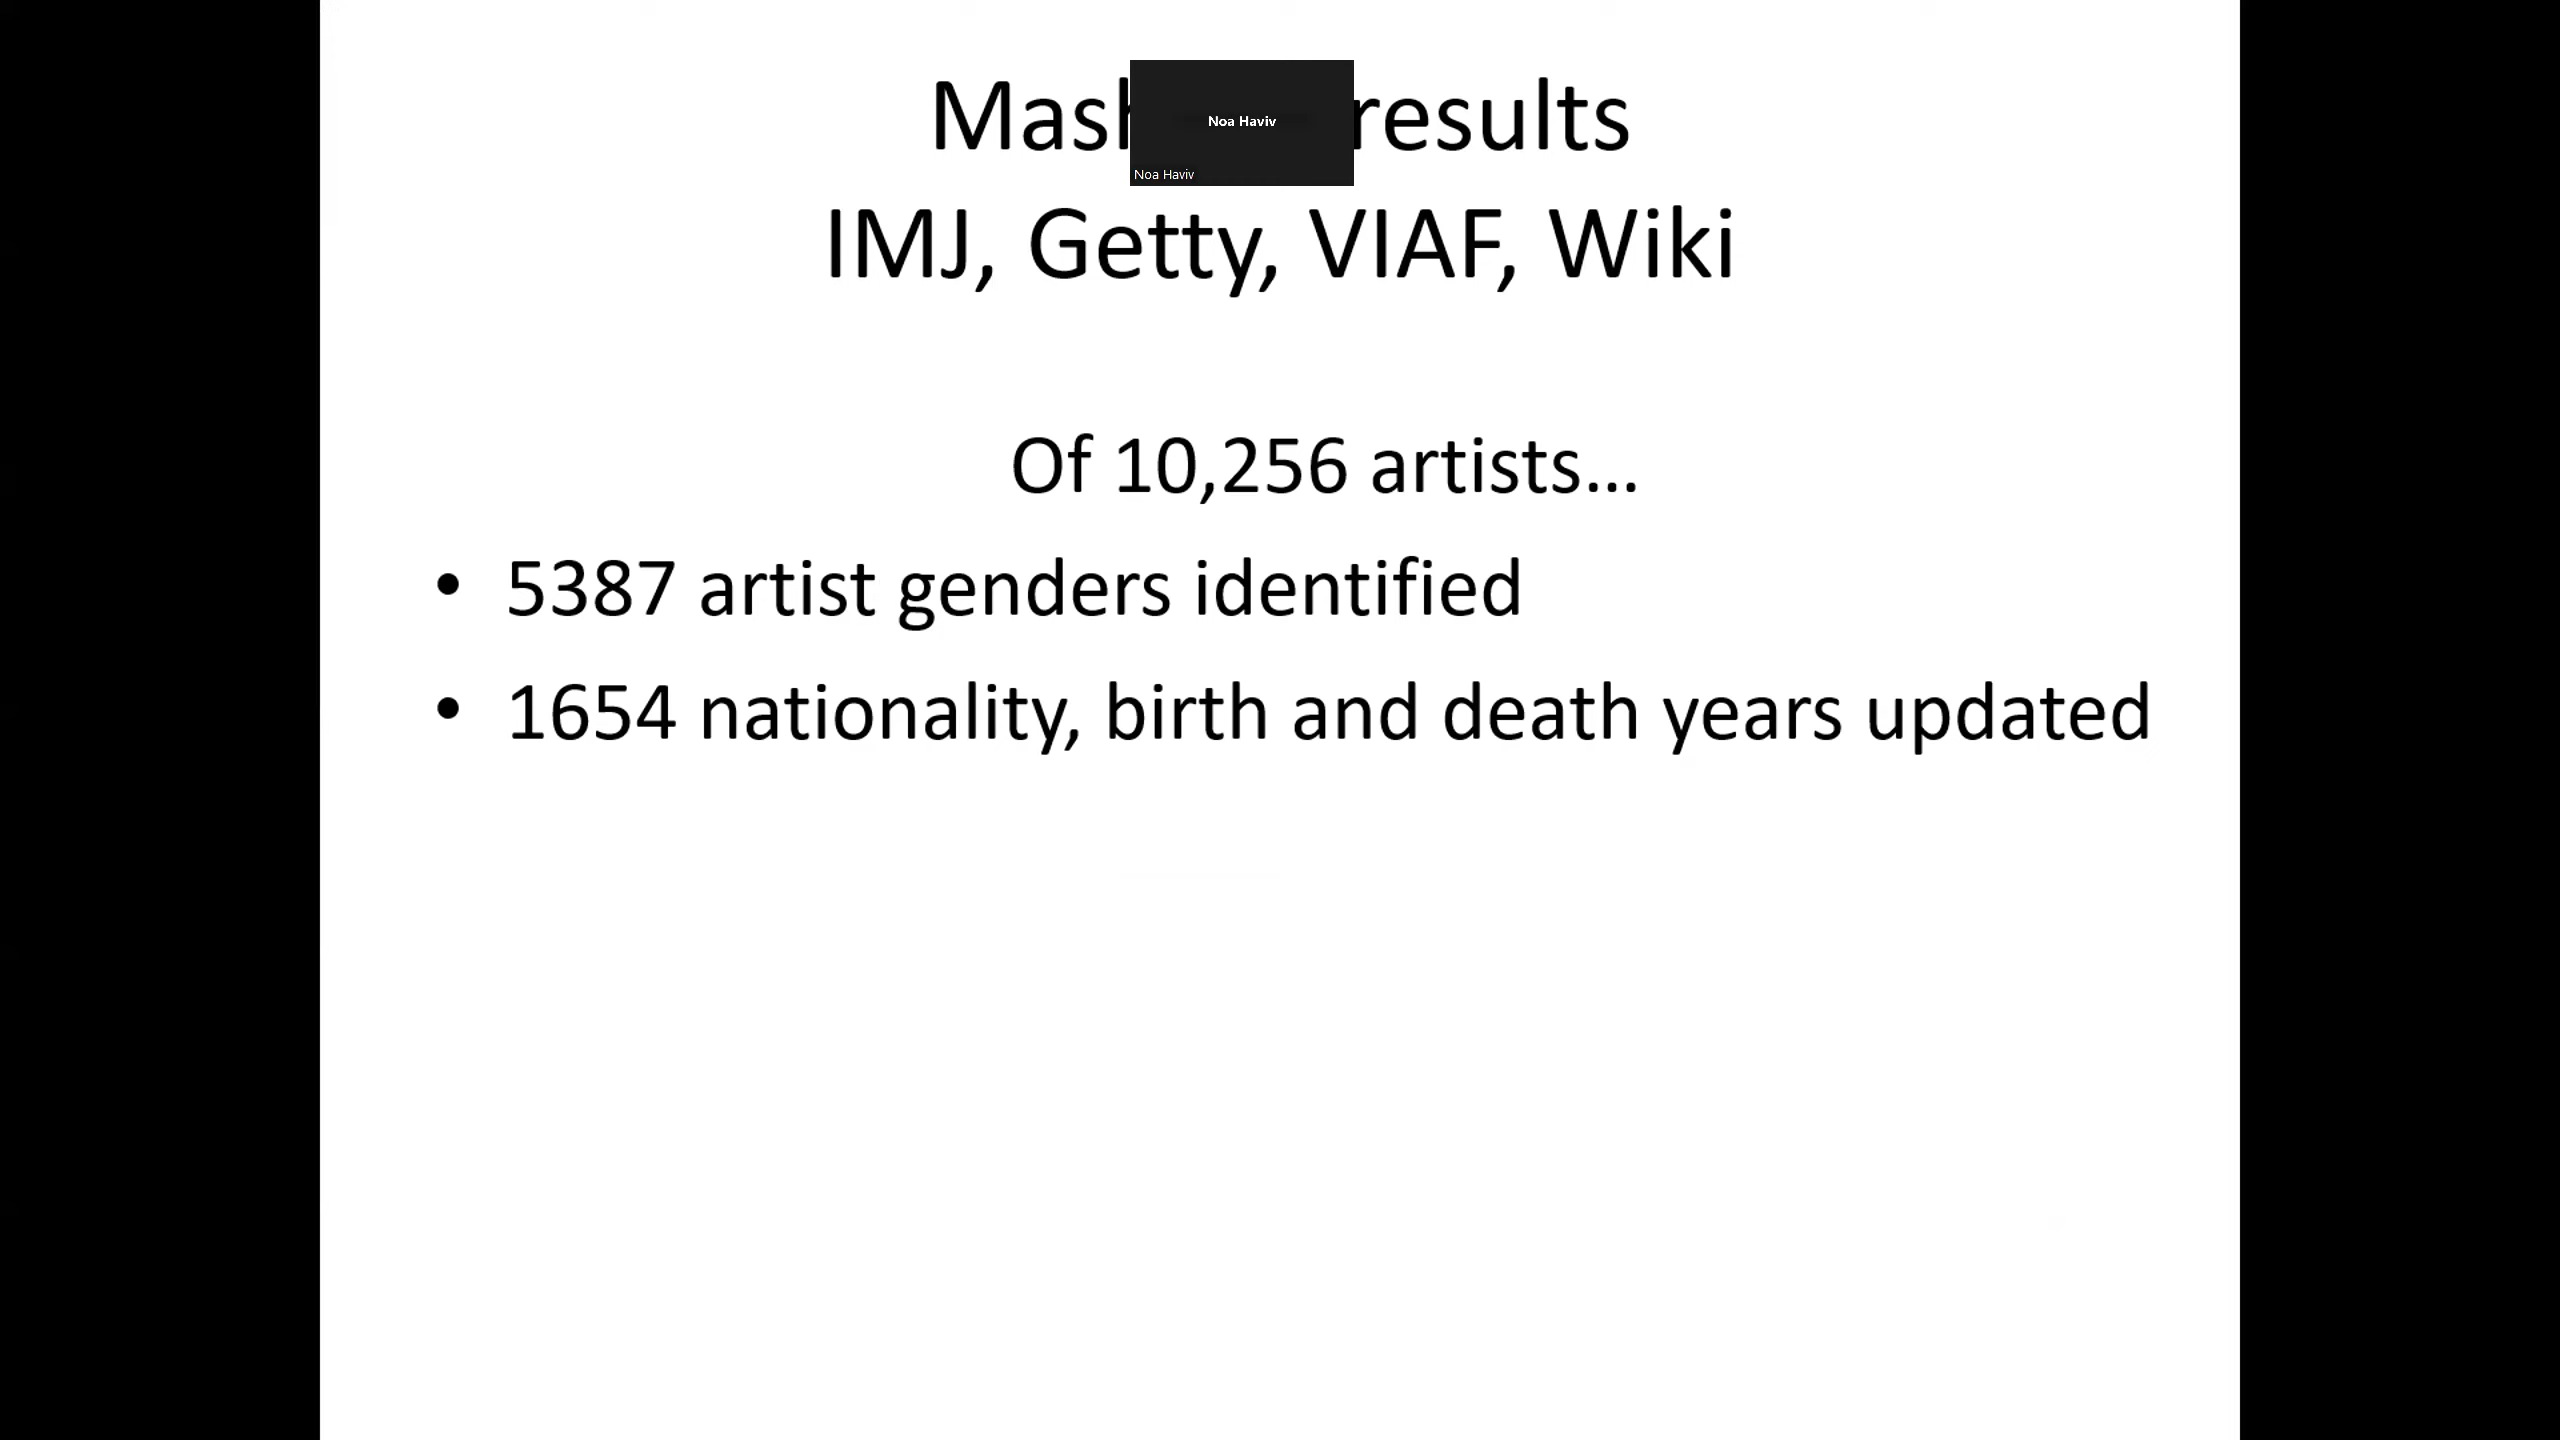 results
Noa Haviv
Noa Haviv
IMJ, Getty, VIAF, Wiki
Of 10,256 artists...
• 5387 artist genders identified
• 1654 nationality, birth and death years updated